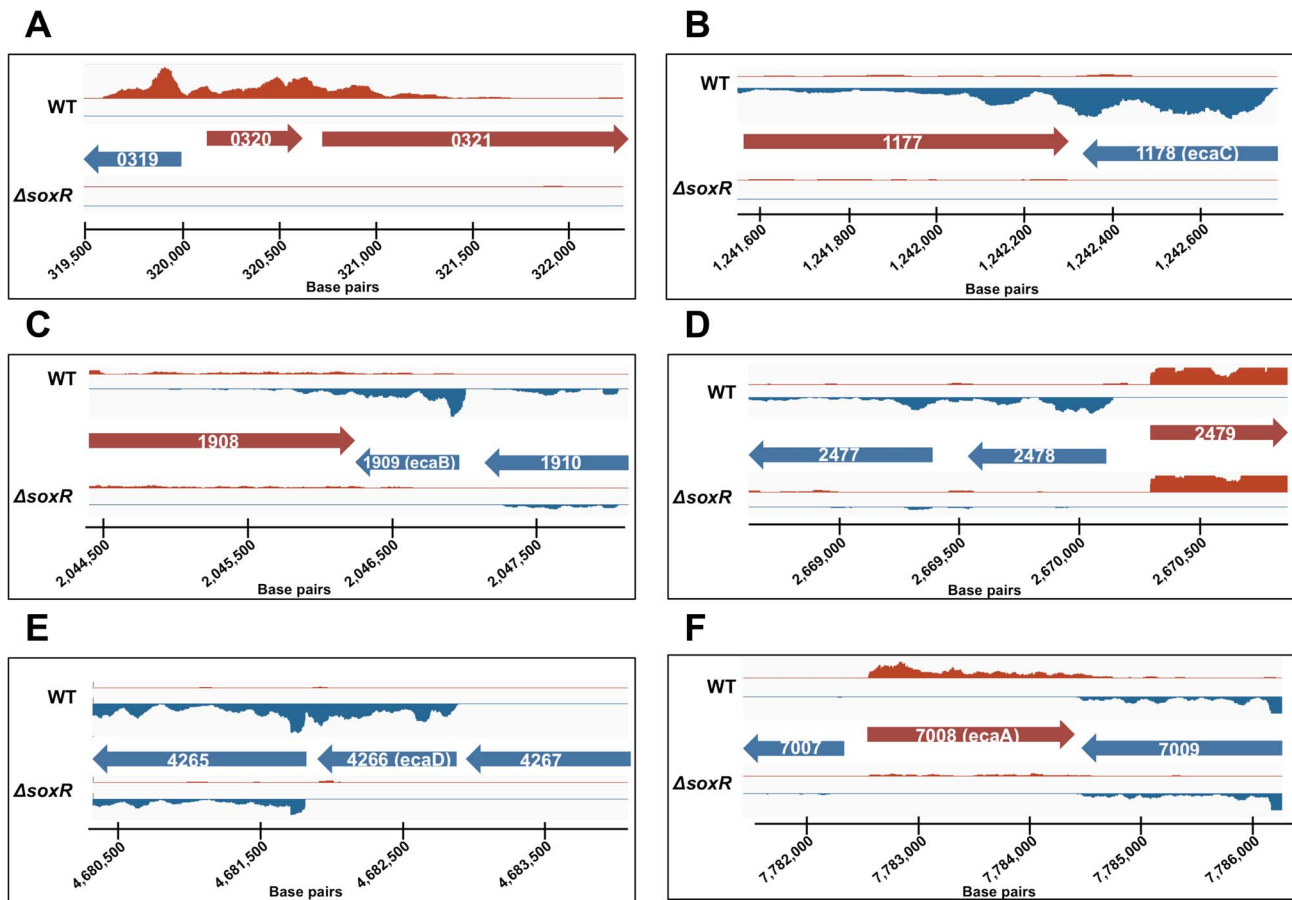 A
WT
0320
0321
0319
ΔsoxR
319,500
320,000
320,500
321,000
321,500
322,000
Base pairs
B
WT
1177
1178 (ecaC)
ΔsoxR
1,241,600
1,241,800
1,242,000
1,242,200
1,242,400
1,242,600
Base pairs
C
WT
1908
1909 (ecaB)
1910
ΔsoxR
2,044,500
2,045,500
2,046,500
2,047,500
Base pairs
D
WT
2479
2477
2478
ΔsoxR
2,669,000
2,669,500
2,670,000
2,670,500
Base pairs
E
WT
4265
4266 (ecaD)
4267
ΔsoxR
4,680,500
4,681,500
4,682,500
4,683,500
Base pairs
F
WT
7008 (ecaA)
7007
7009
ΔsoxR
7,782,000
7,783,000
7,784,000
7,785,000
7,786,000
Base pairs